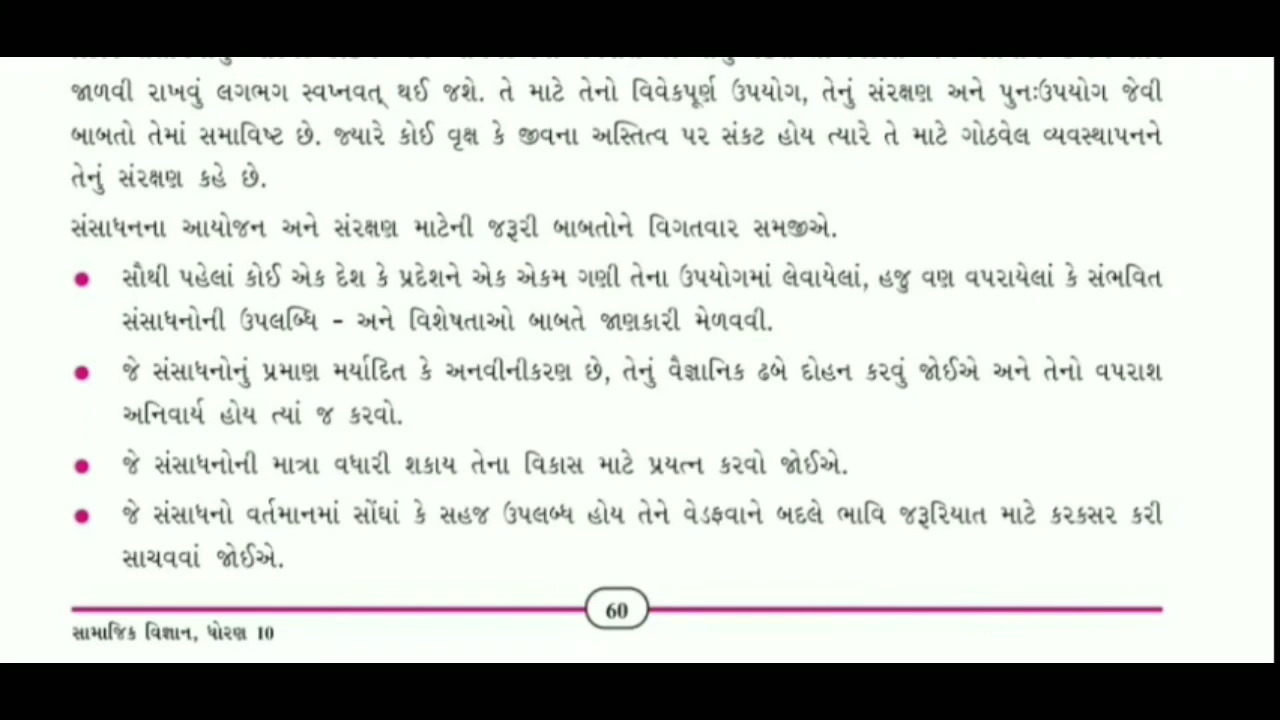 જાળવી રાખવું લગભગ સ્વપ્નવત્ થઈ જશે. તે માટે તેનો વિવેકપૂર્ણ ઉપયોગ, તેનું સંરક્ષણ અને પુનઃઉપયોગ જેવી
બાબતો તેમાં સમાવિષ્ટ છે. જ્યારે કોઈ વૃક્ષ કે જીવના અસ્તિત્વ પર સંકટ હોય ત્યારે તે માટે ગોઠવેલ વ્યવસ્થાપનને
તેનું સંરક્ષણ કહે છે.
સંસાધનના આયોજન અને સંરક્ષણ માટેની જરૂરી બાબતોને વિગતવાર સમજીએ.
● સૌથી પહેલાં કોઈ એક દેશ કે પ્રદેશને એક એકમ ગણી તેના ઉપયોગમાં લેવાયેલાં, હજુ વણ વપરાયેલાં કે સંભવિત
સંસાધનોની ઉપલબ્ધિ - અને વિશેષતાઓ બાબતે જાણકારી મેળવવી.
● જે સંસાધનોનું પ્રમાણ મર્યાદિત કે અનવીનીકરણ છે, તેનું વૈજ્ઞાનિક ઢબે દોહન કરવું જોઈએ અને તેનો વપરાશ
અનિવાર્ય હોય ત્યાં જ કરવો.
● જે સંસાધનોની માત્રા વધારી શકાય તેના વિકાસ માટે પ્રયત્ન કરવો જોઈએ.
● જે સંસાધનો વર્તમાનમાં સોંઘાં કે સહજ ઉપલબ્ધ હોય તેને વેડફવાને બદલે ભાવિ જરૂરિયાત માટે કરકસર કરી
સાચવવાં જોઈએ.
60
સામાજિક વિજ્ઞાન, ધોરણ 10